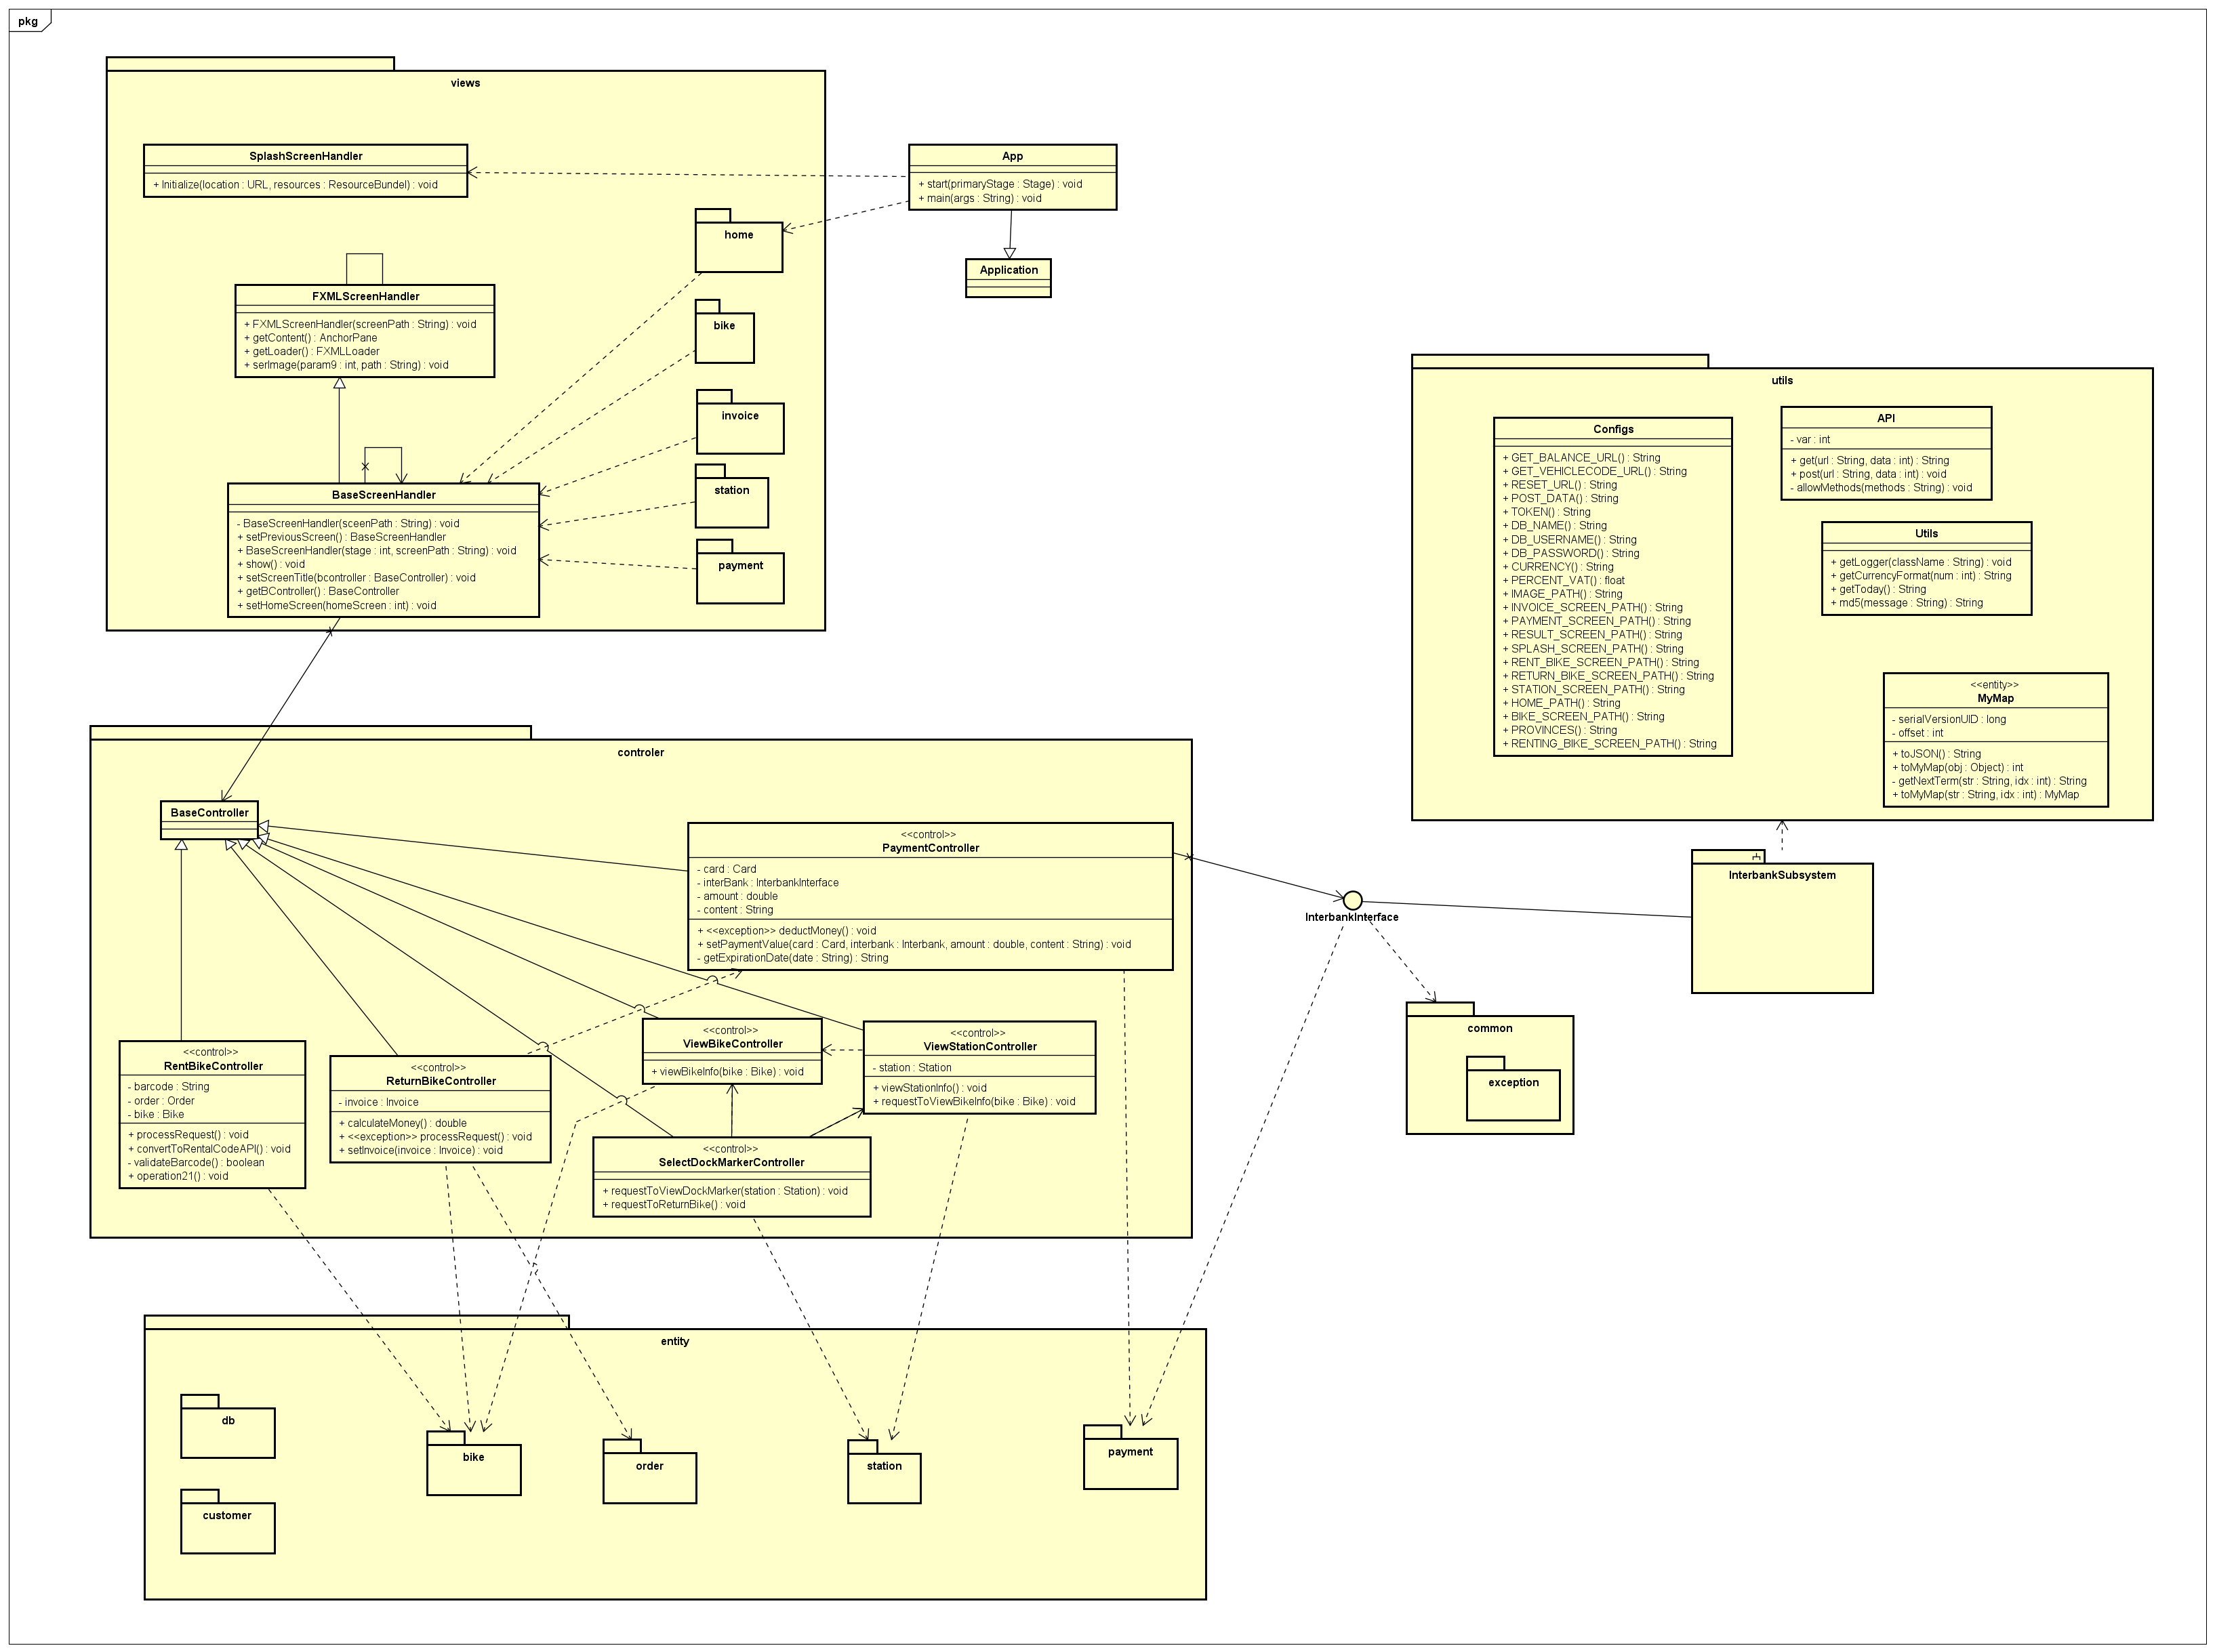 pkg
views
SplashScreenHandler
+ Initialize(location : URL, resources : ResourceBundel) : void
App
+ start(primaryStage : Stage) : void
+ main(args : String) : void
Application
home
bike
invoice
station
payment
FXMLScreenHandler
+ FXMLScreenHandler(screenPath : String) : void
+ getContent() : AnchorPane
+ getLoader() : FXMLLoader
+ serImage(param9 : int, path : String) : void
BaseScreenHandler
- BaseScreenHandler(sceenPath : String) : void
+ setPreviousScreen() : BaseScreenHandler
+ BaseScreenHandler(stage : int, screenPath : String) : void
+ show() : void
+ setScreenTitle(bcontroller : BaseController) : void
+ getBController() : BaseController
+ setHomeScreen(homeScreen : int) : void
utils
Configs
+ GET_BALANCE_URL() : String
+ GET_VEHICLECODE_URL() : String
+ RESET_URL() : String
+ POST_DATA() : String
+ TOKEN() : String
+ DB_NAME() : String
+ DB_USERNAME() : String
+ DB_PASSWORD() : String
+ CURRENCY() : String
+ PERCENT_VAT() : float
+ IMAGE_PATH() : String
+ INVOICE_SCREEN_PATH() : String
+ PAYMENT_SCREEN_PATH() : String
+ RESULT_SCREEN_PATH() : String
+ SPLASH_SCREEN_PATH() : String
+ RENT_BIKE_SCREEN_PATH() : String
+ RETURN_BIKE_SCREEN_PATH() : String
+ STATION_SCREEN_PATH() : String
+ HOME_PATH() : String
+ BIKE_SCREEN_PATH() : String
+ PROVINCES() : String
+ RENTING_BIKE_SCREEN_PATH() : String
API
- var : int
+ get(url : String, data : int) : String
+ post(url : String, data : int) : void
- allowMethods(methods : String) : void
Utils
+ getLogger(className : String) : void
+ getCurrencyFormat(num : int) : String
+ getToday() : String
+ md5(message : String) : String
<<entity>>
MyMap
- serialVersionUID : long
- offset : int
+ toJSON() : String
+ toMyMap(obj : Object) : int
- getNextTerm(str : String, idx : int) : String
+ toMyMap(str : String, idx : int) : MyMap
controler
BaseController
<<control>>
PaymentController
- card : Card
- interBank : InterbankInterface
- amount : double
- content : String
+ <<exception>> deductMoney() : void
+ setPaymentValue(card : Card, interbank : Interbank, amount : double, content : String) : void
- getExpirationDate(date : String) : String
InterbankInterface
InterbankSubsystem
common
exception
<<control>>
RentBikeController
- barcode : String
- order : Order
- bike : Bike
+ processRequest() : void
+ convertToRentalCodeAPI() : void
- validateBarcode() : boolean
+ operation21() : void
<<control>>
ReturnBikeController
- invoice : Invoice
+ calculateMoney() : double
+ <<exception>> processRequest() : void
+ setInvoice(invoice : Invoice) : void
<<control>>
ViewBikeController
+ viewBikeInfo(bike : Bike) : void
<<control>>
ViewStationController
- station : Station
+ viewStationInfo() : void
+ requestToViewBikeInfo(bike : Bike) : void
<<control>>
SelectDockMarkerController
+ requestToViewDockMarker(station : Station) : void
+ requestToReturnBike() : void
entity
db
customer
bike
order
station
payment